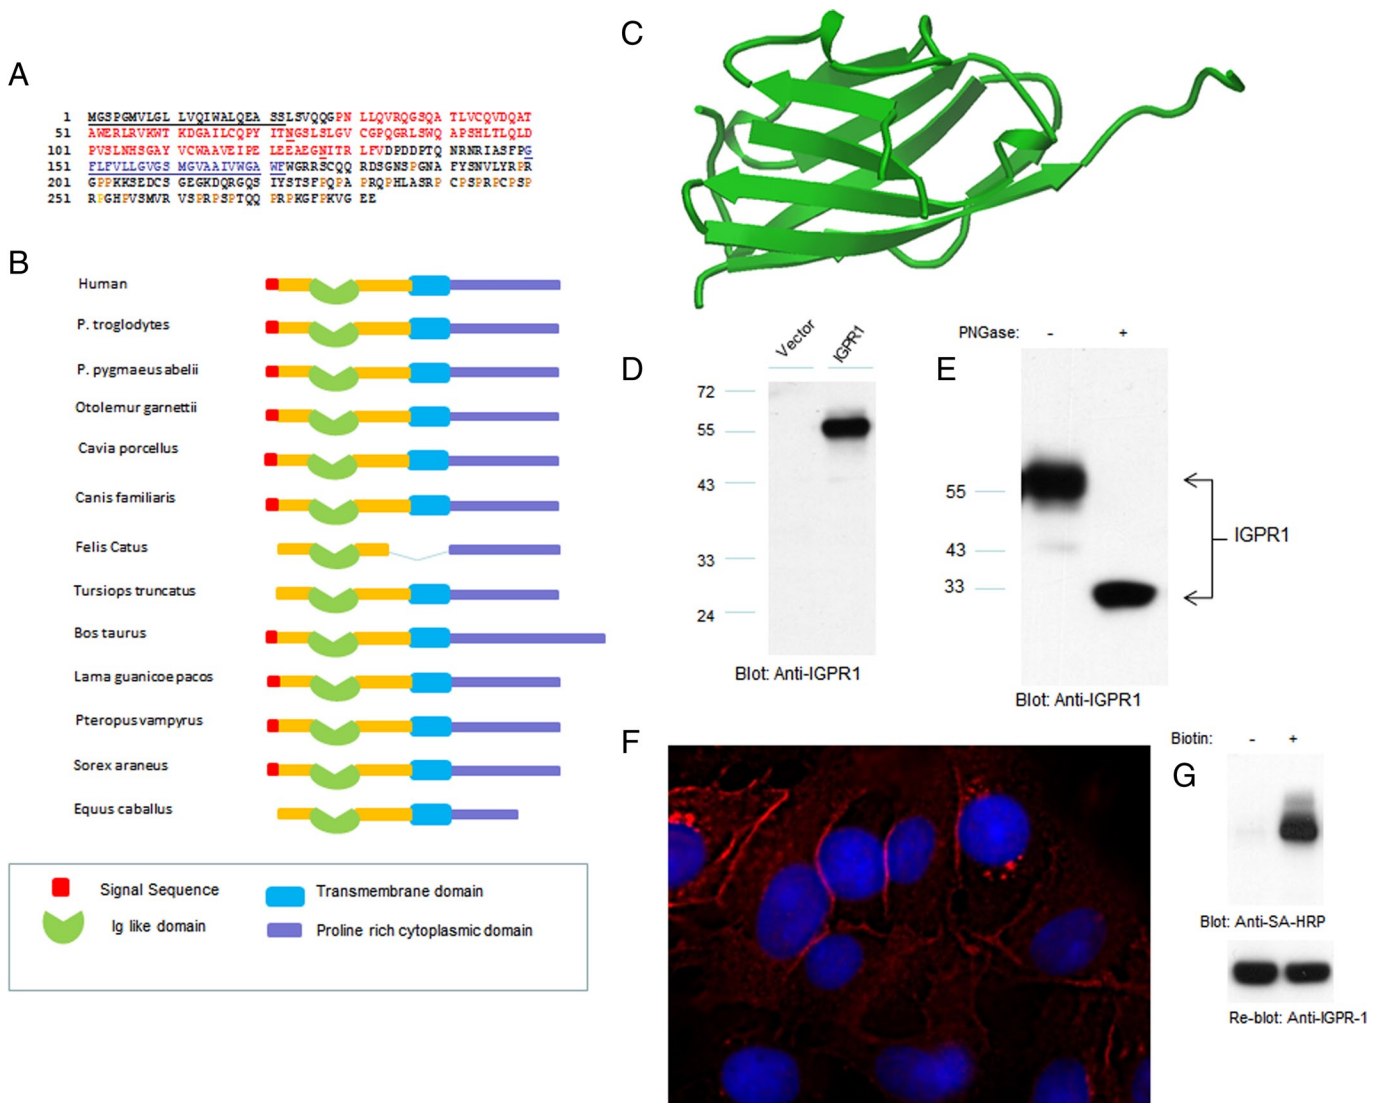 A
1 MGSPGMVLGL LVQIWALQEA SSLSVQQGPN LLQVRQGSQA TLVCQVDQAT
51 AWERLRVKWT KDGAILCQPY ITNGSLSLGV CGPQGRLSWQ APSHLTLQLD
101 PVSLNHSGAY VCWAAVEIPE LEEAEGNITR LFVDPDDPTQ NRNRIASFPG
151 FLFVLLGVGS MGVAAIVWGA WFWGRRSCQQ RDSGNSPGNA FYSNVLYRPR
201 GPPKKSEDCS GEGKDQRGQS IYSTSFPQPA PRQPHLASRP CPSPRPCPSP
251 RPGHPVSMVR VSPRPSPTQQ PRPKGFPKVG EE
B
Human
P. troglodytes
P. pygmaeus abelii
Otolemur garnettii
Cavia porcellus
Canis familiaris
Felis Catus
Tursiops truncatus
Bos taurus
Lama guanicoe pacos
Pteropus vampyrus
Sorex araneus
Equus caballus
Signal Sequence
Transmembrane domain
Ig like domain
Proline rich cytoplasmic domain
C
D
Vector IGPR1
72
55
43
33
24
Blot: Anti-IGPR1
E
PNGase: - +
55
43
33
IGPR1
Blot: Anti-IGPR1
F
G
Biotin: - +
Blot: Anti-SA-HRP
Re-blot: Anti-IGPR-1